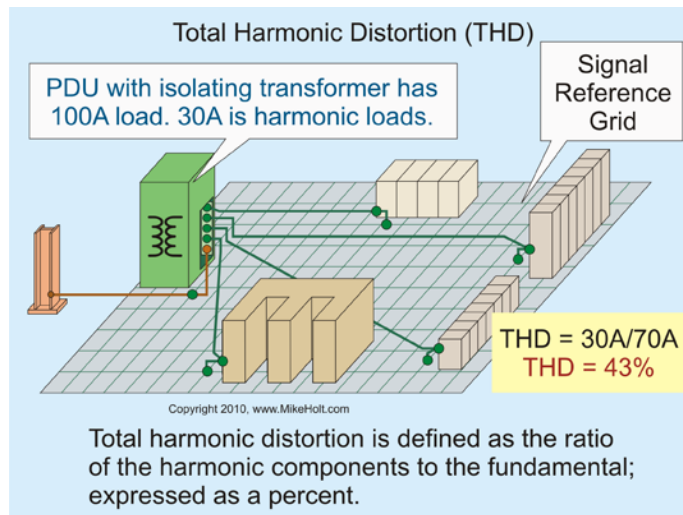 Total Harmonic Distortion (THD)
PDU with isolating transformer has
100A load. 30A is harmonic loads.
Signal
Reference
Grid
THD = 30A/70A
THD = 43%
Copyright 2010, www.MikeHolt.com
Total harmonic distortion is defined as the ratio
of the harmonic components to the fundamental;
expressed as a percent.